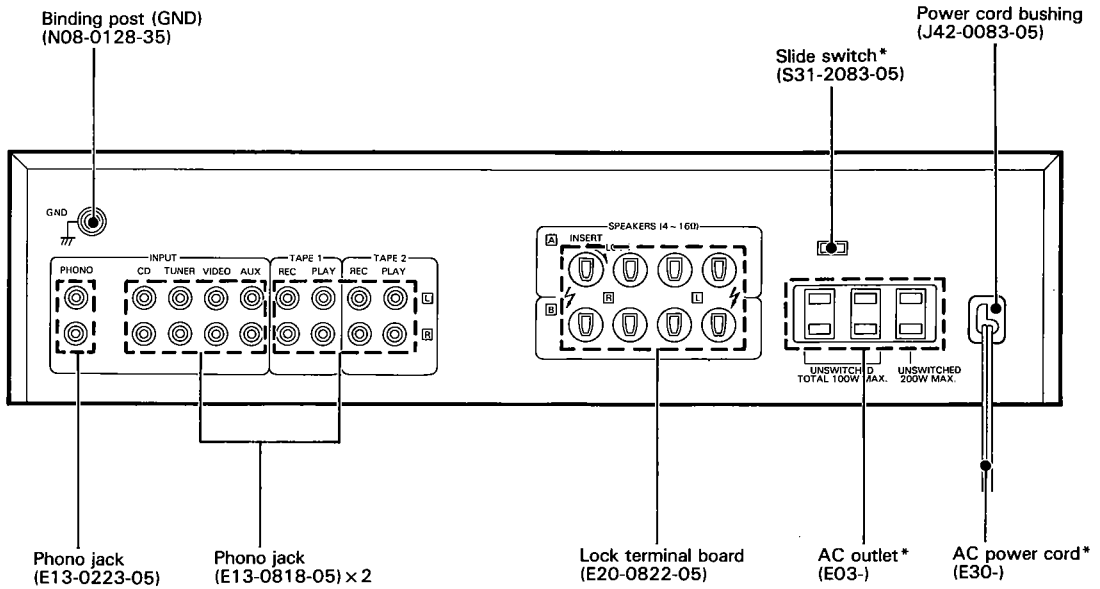 Binding post (GND)
(N08-0128-35)
Power cord bushing
(J42-0083-05)
Slide switch*
(S31-2083-05)
GND
INPUT
TAPE 1
TAPE 2
PHONO
CD TUNER VIDEO AUX
REC PLAY
REC PLAY
L
R
SPEAKERS (4 ~ 16Ω)
A
INSERT
R
L
B
UNSWITCHED
TOTAL 100W MAX.
UNSWITCHED
200W MAX.
Phono jack
(E13-0223-05)
Phono jack
(E13-0818-05) × 2
Lock terminal board
(E20-0822-05)
AC outlet*
(E03-)
AC power cord*
(E30-)